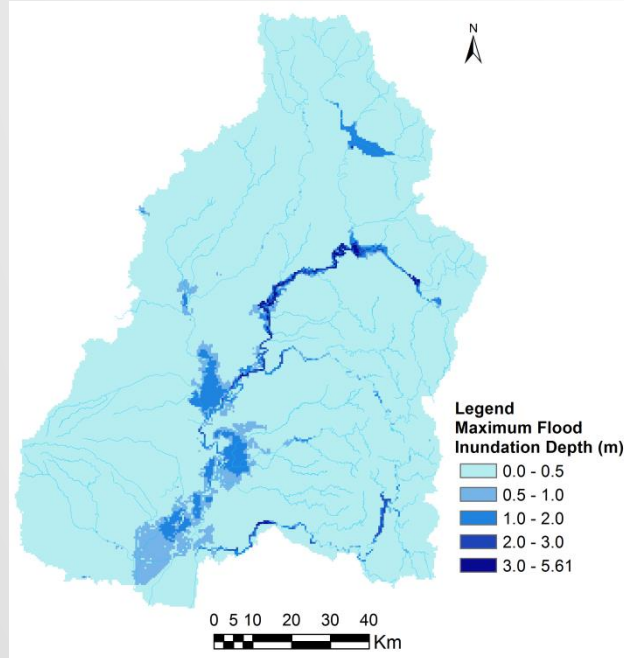 N
Legend
Maximum Flood
Inundation Depth (m)
0.0 - 0.5
0.5 - 1.0
1.0 - 2.0
2.0 - 3.0
3.0 - 5.61
0 5 10 20 30 40
Km